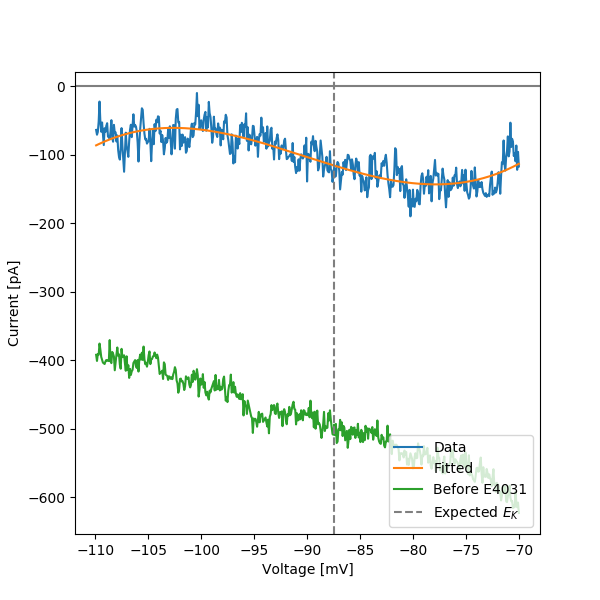 0
−100
−200
−300
−400
−500
−600
Current [pA]
Data
Fitted
Before E4031
Expected E_K
−110
−105
−100
−95
−90
−85
−80
−75
−70
Voltage [mV]